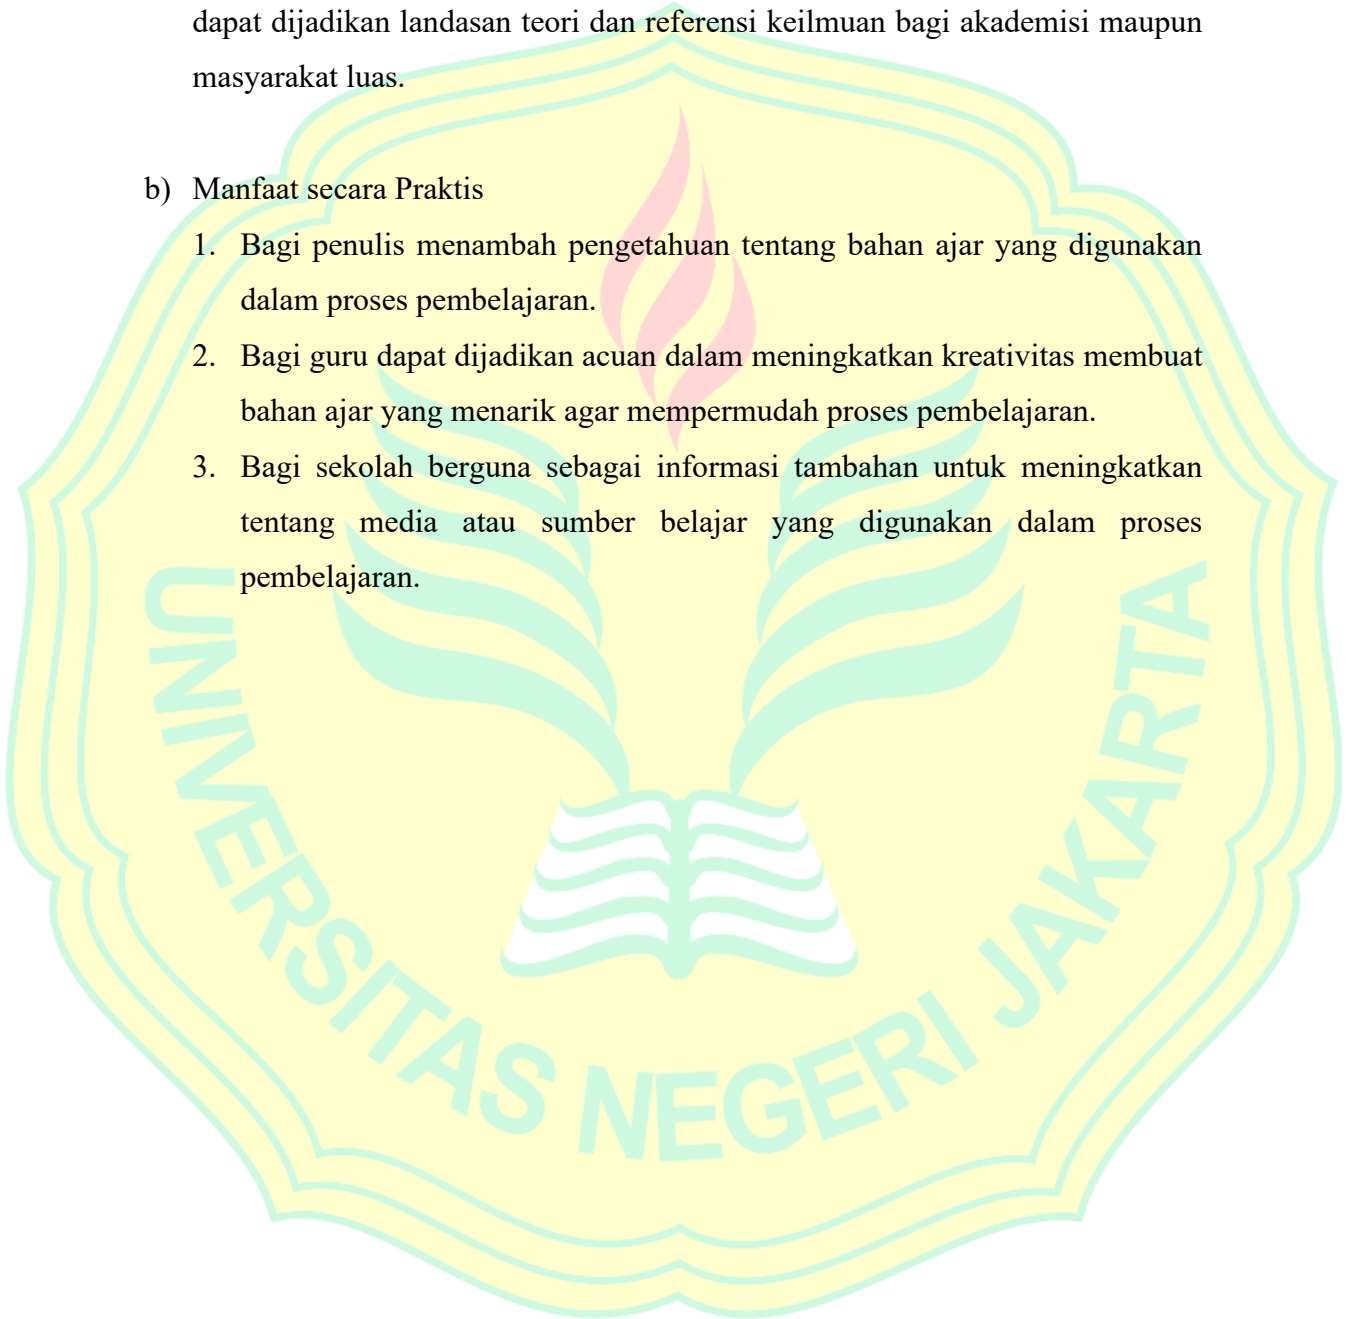 dapat dijadikan landasan teori dan referensi keilmuan bagi akademisi maupun
masyarakat luas.
b) Manfaat secara Praktis
1. Bagi penulis menambah pengetahuan tentang bahan ajar yang digunakan
dalam proses pembelajaran.
2. Bagi guru dapat dijadikan acuan dalam meningkatkan kreativitas membuat
bahan ajar yang menarik agar mempermudah proses pembelajaran.
3. Bagi sekolah berguna sebagai informasi tambahan untuk meningkatkan
tentang media atau sumber belajar yang digunakan dalam proses
pembelajaran.
UNIVERSITAS NEGERI JAKARTA